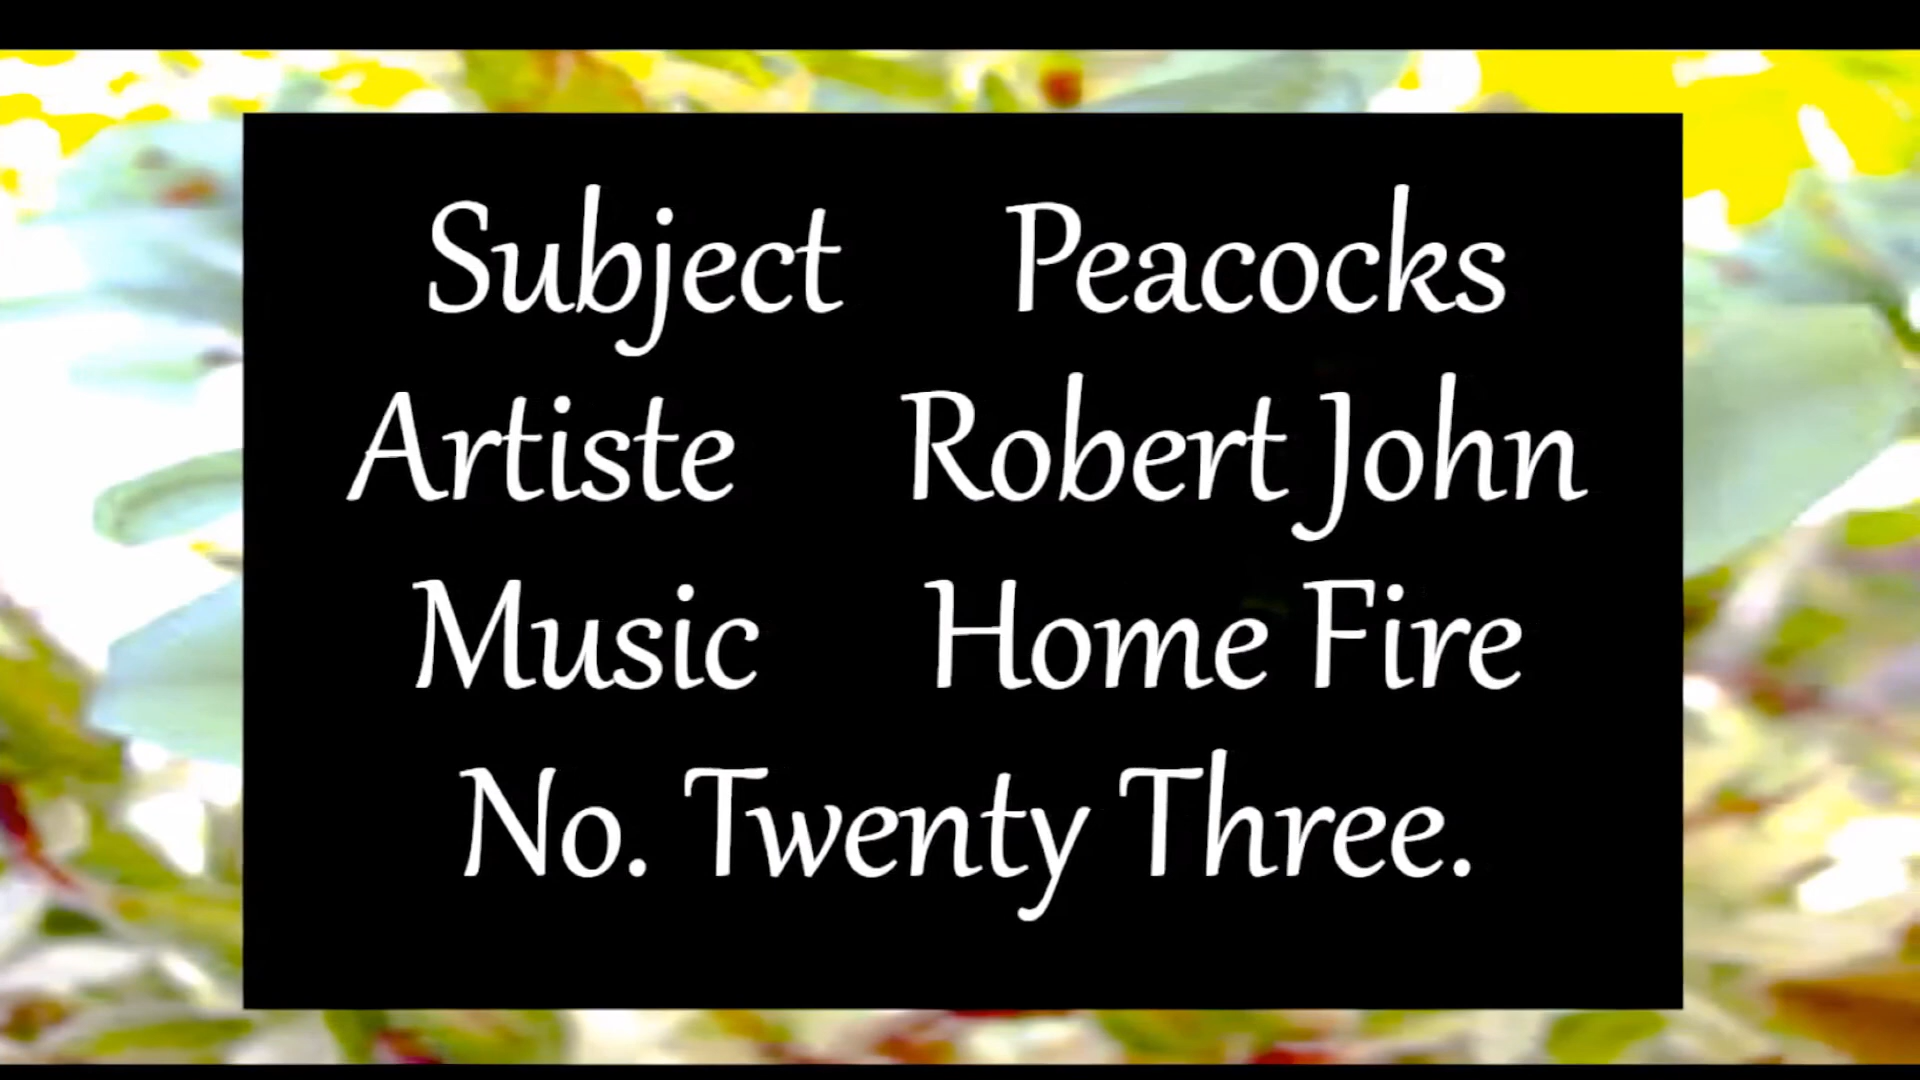 Subject Peacocks
Artiste Robert John
Music Home Fire
No. Twenty Three.